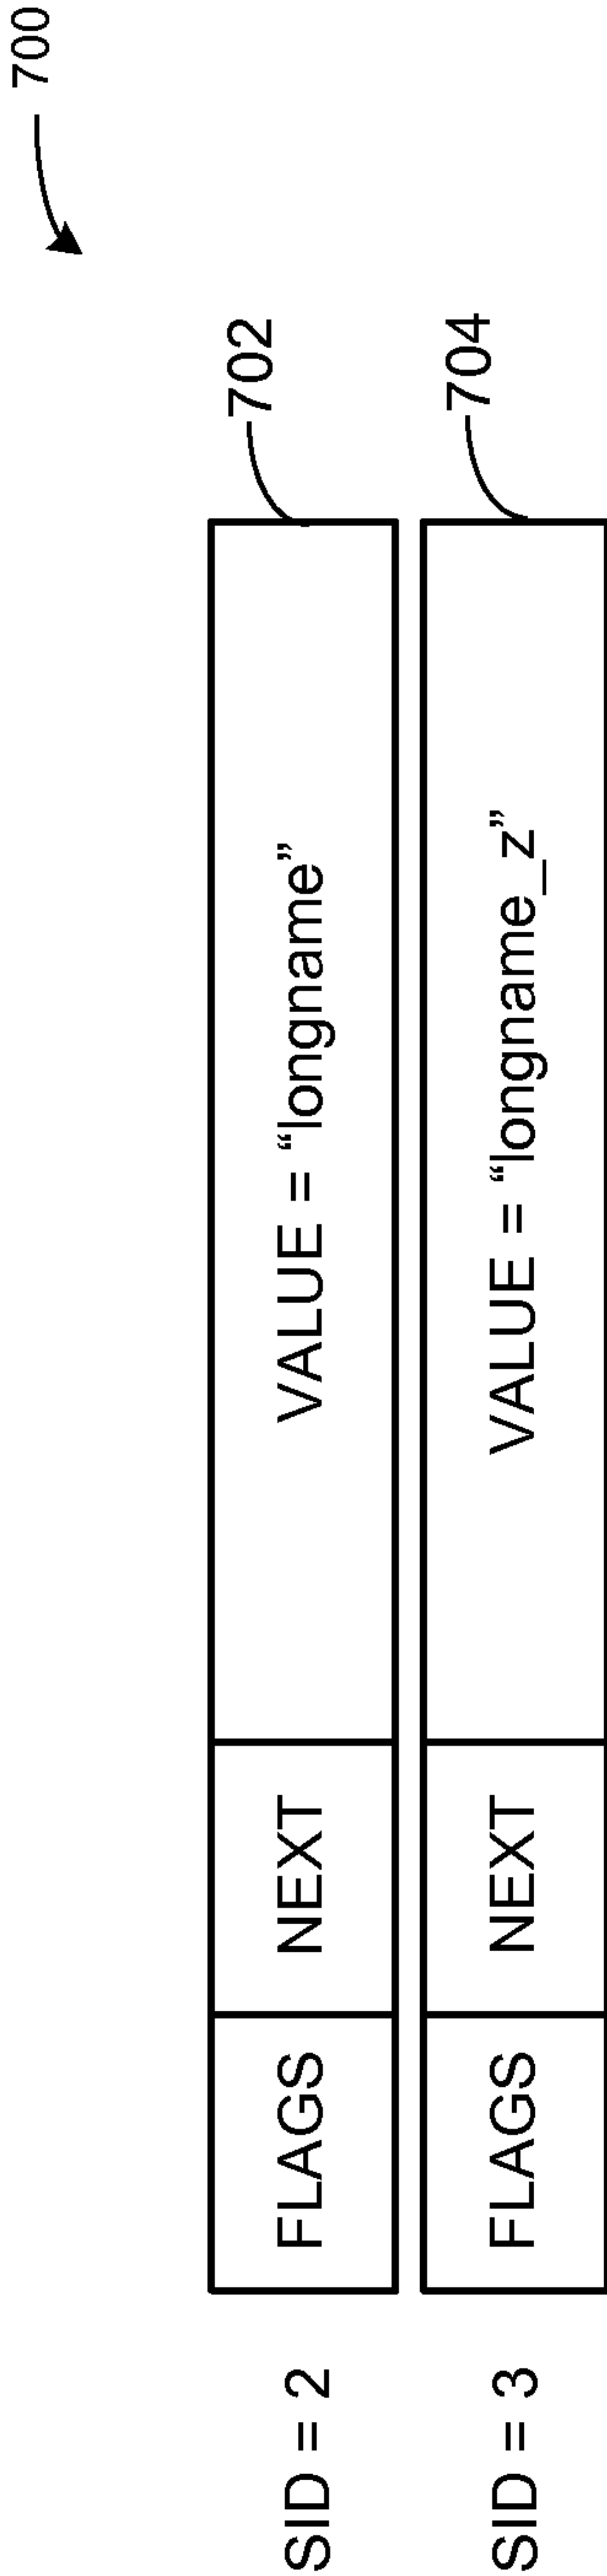 700
SID = 2 FLAGS NEXT VALUE = “longname” 702
SID = 3 FLAGS NEXT VALUE = “longname_z” 704